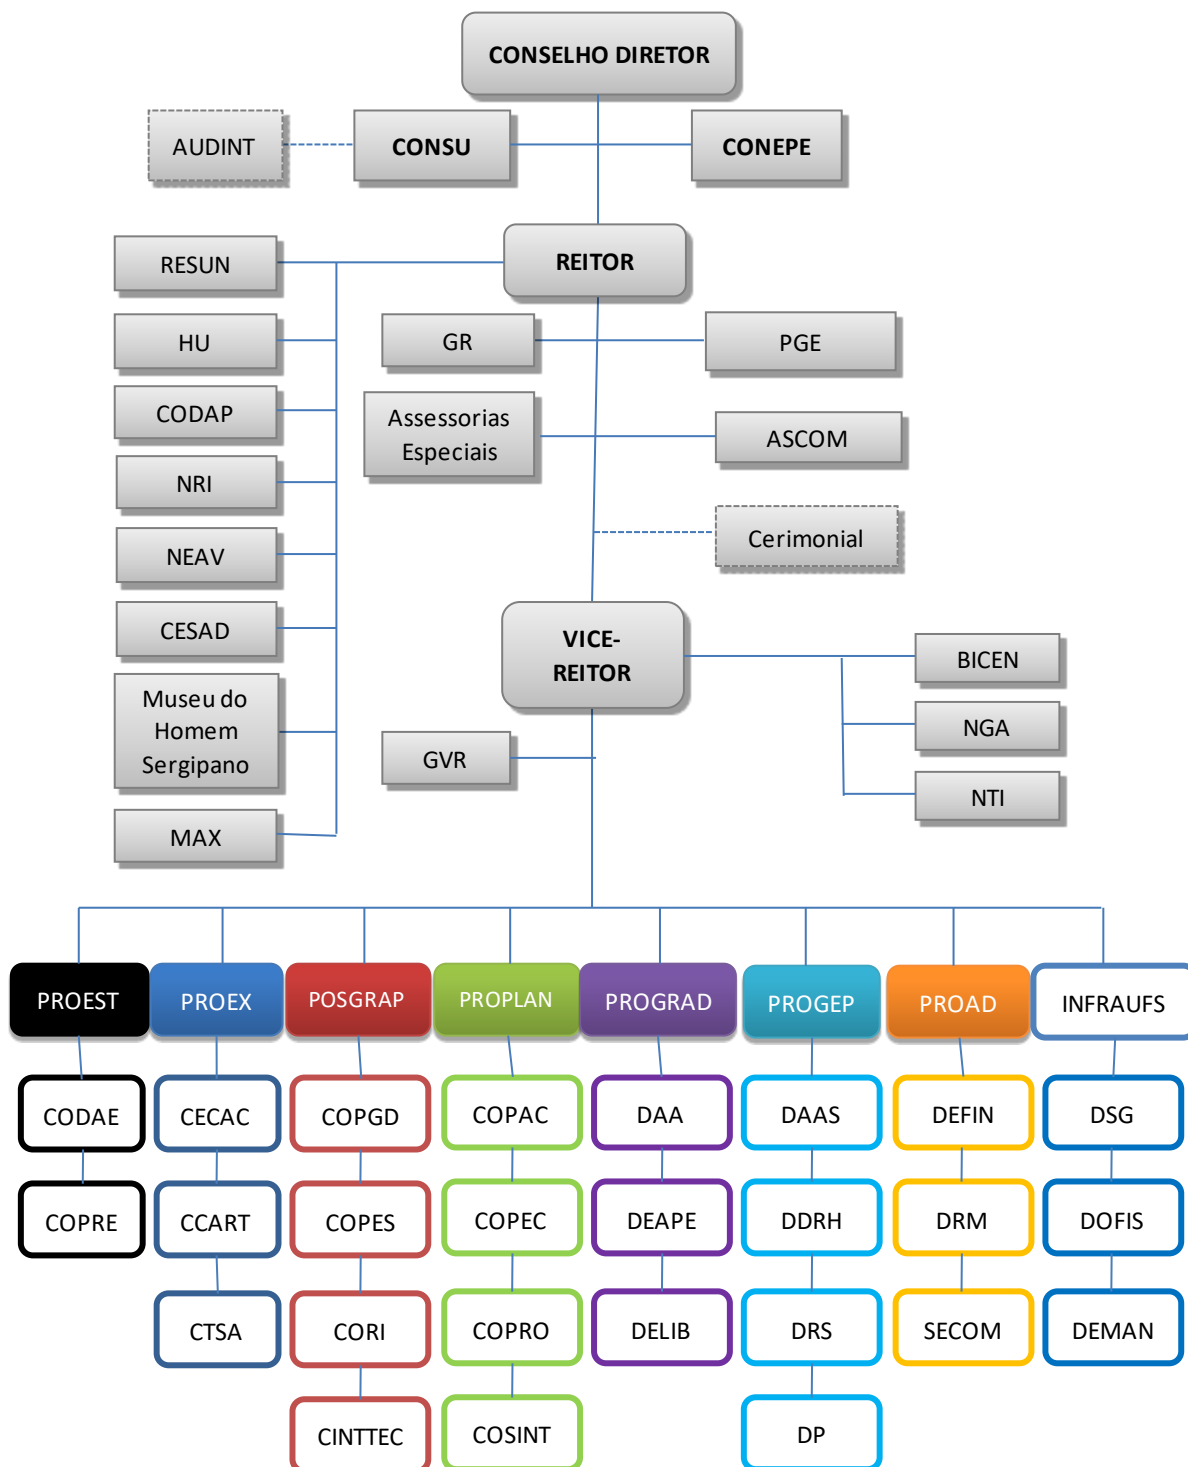 CONSELHO DIRETOR
AUDINT
CONSU
CONEPE
RESUN
REITOR
HU
GR
PGE
CODAP
Assessorias
Especiais
ASCOM
NRI
Cerimonial
NEAV
CESAD
VICE-
REITOR
BICEN
Museu do
Homem
Sergipano
NGA
GVR
NTI
MAX
PROEST
PROEX
POSGRAP
PROPLAN
PROGRAD
PROGEP
PROAD
INFRAUFS
CODAE
CECAC
COPGD
COPAC
DAA
DAAS
DEFIN
DSG
COPRE
CCART
COPES
COPEC
DEAPE
DDRH
DRM
DOFIS
CTSA
CORI
COPRO
DELIB
DRS
SECOM
DEMAN
CINTTEC
COSINT
DP